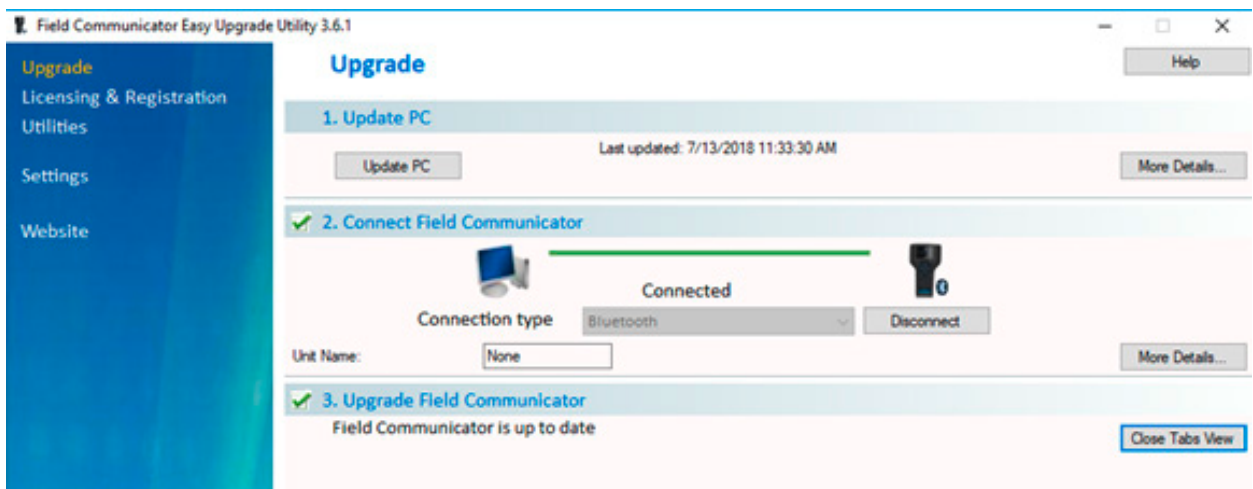 Field Communicator Easy Upgrade Utility 3.6.1
Upgrade
Licensing & Registration
Utilities
Settings
Website
Upgrade
Help
1. Update PC
Update PC
Last updated: 7/13/2018 11:33:30 AM
More Details...
2. Connect Field Communicator
Connected
Connection type
Bluetooth
Disconnect
Unit Name:
None
More Details...
3. Upgrade Field Communicator
Field Communicator is up to date
Close Tabs View